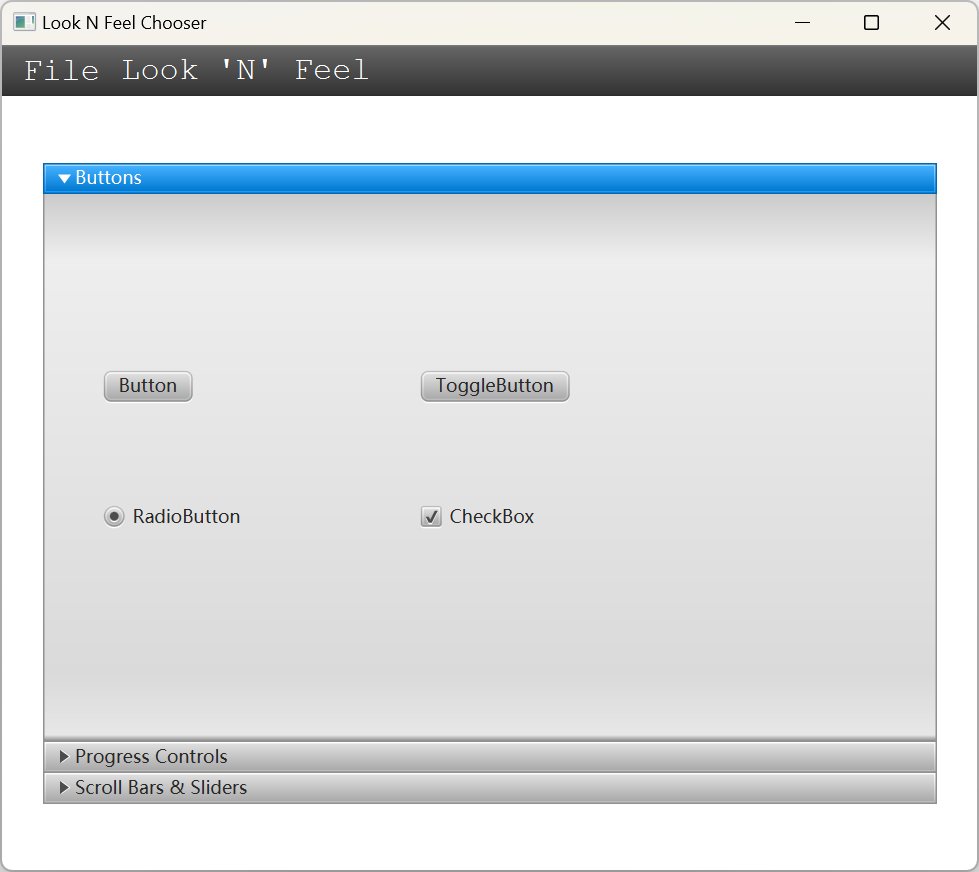 Look N Feel Chooser
File Look 'N' Feel
Buttons
Button ToggleButton
RadioButton CheckBox
Progress Controls
Scroll Bars & Sliders